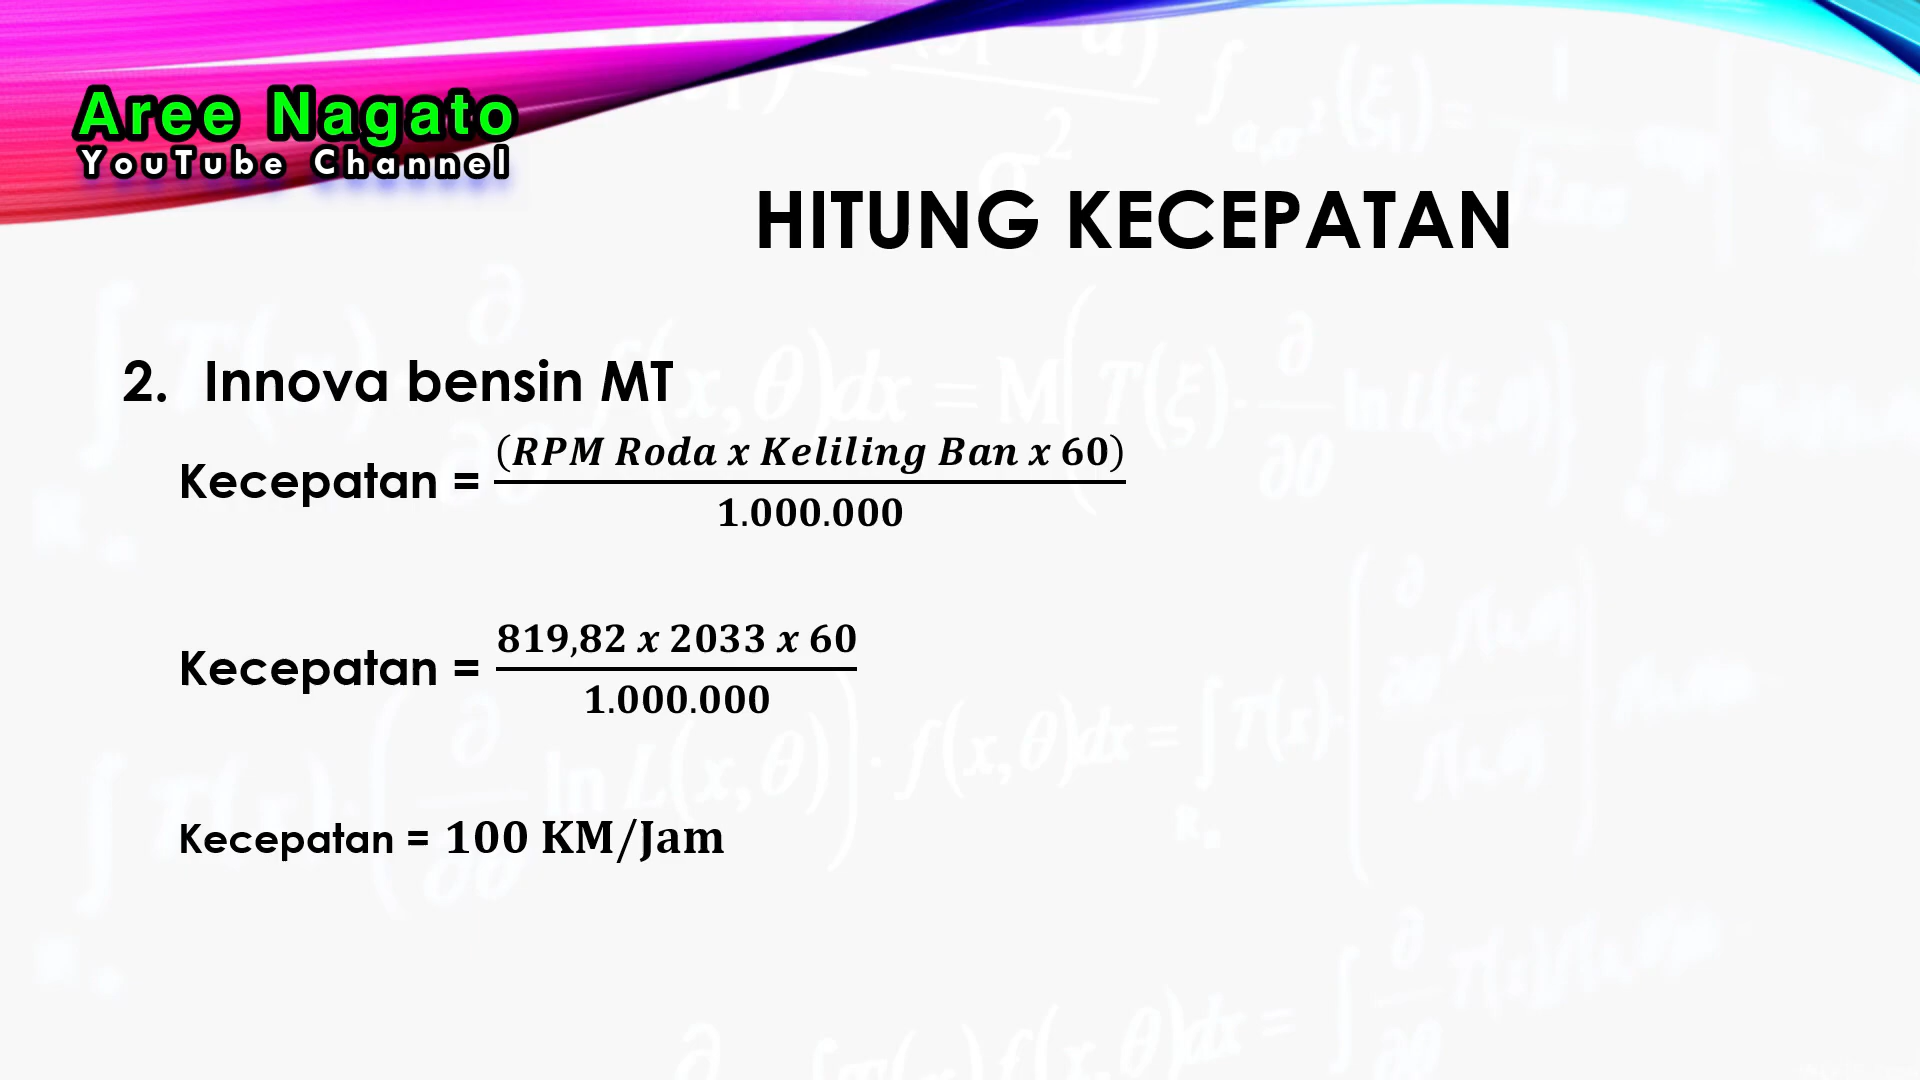 Aree Nagato
YouTube Channel
HITUNG KECEPATAN
2. Innova bensin MT
Kecepatan = (RPM Roda x Keliling Ban x 60)
1.000.000
Kecepatan = 819,82 x 2033 x 60
1.000.000
Kecepatan = 100 KM/Jam